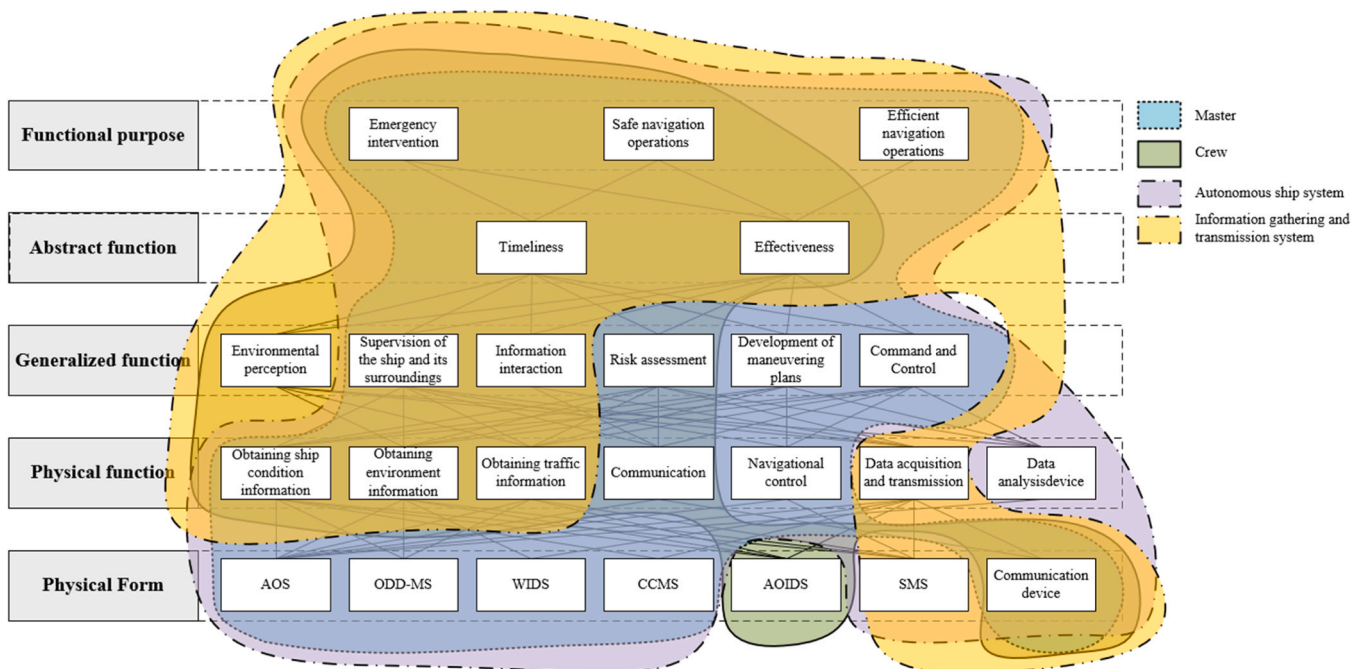 Functional purpose
Emergency
intervention
Safe navigation
operations
Efficient
navigation
operations
Master
Crew
Autonomous ship system
Information gathering and
transmission system
Abstract function
Timeliness
Effectiveness
Generalized function
Environmental
perception
Supervision of
the ship and its
surroundings
Information
interaction
Risk assessment
Development of
maneuvering
plans
Command and
Control
Physical function
Obtaining ship
condition
information
Obtaining
environment
information
Obtaining traffic
information
Communication
Navigational
control
Data acquisition
and transmission
Data
analysisdevice
Physical Form
AOS
ODD-MS
WIDS
CCMS
AOIDS
SMS
Communication
device